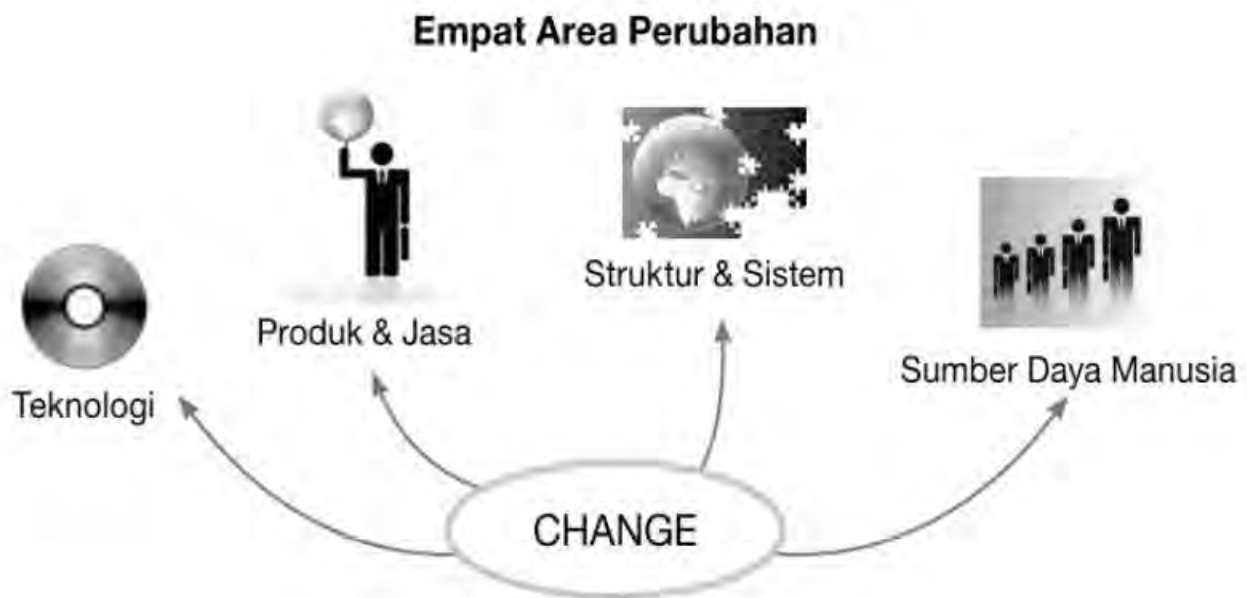 Empat Area Perubahan
Teknologi
Produk & Jasa
Struktur & Sistem
Sumber Daya Manusia
CHANGE